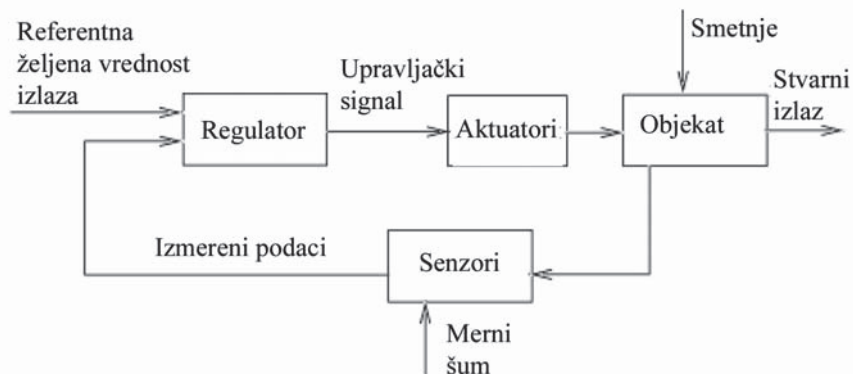 Referentna
željena vrednost
izlaza
Upravljački
signal
Smetnje
Stvarni
izlaz
Regulator
Aktuatori
Objekat
Izmereni podaci
Senzori
Merni
šum